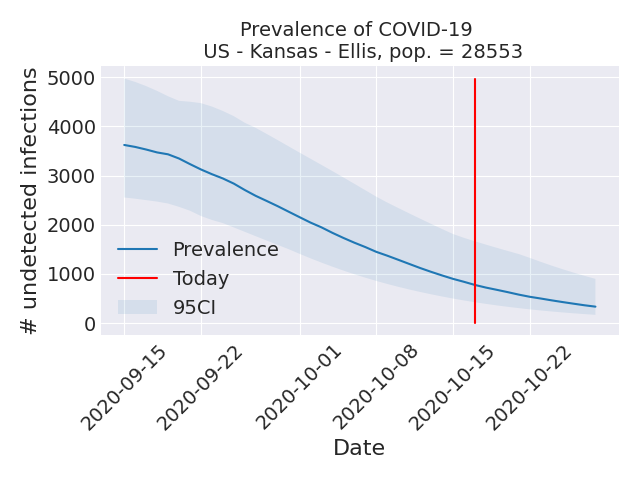 Prevalence of COVID-19
US - Kansas - Ellis, pop. = 28553
# undetected infections
5000
4000
3000
2000
1000
0
Prevalence
Today
95CI
2020-09-15
2020-09-22
2020-10-01
2020-10-08
2020-10-15
2020-10-22
Date